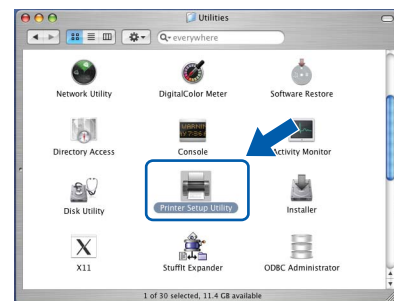 Utilities
Q▾ everywhere
Network Utility
DigitalColor Meter
Software Restore
Directory Access
Console
Activity Monitor
Disk Utility
Printer Setup Utility
Installer
X11
StuffIt Expander
ODBC Administrator
1 of 30 selected, 11.4 GB available